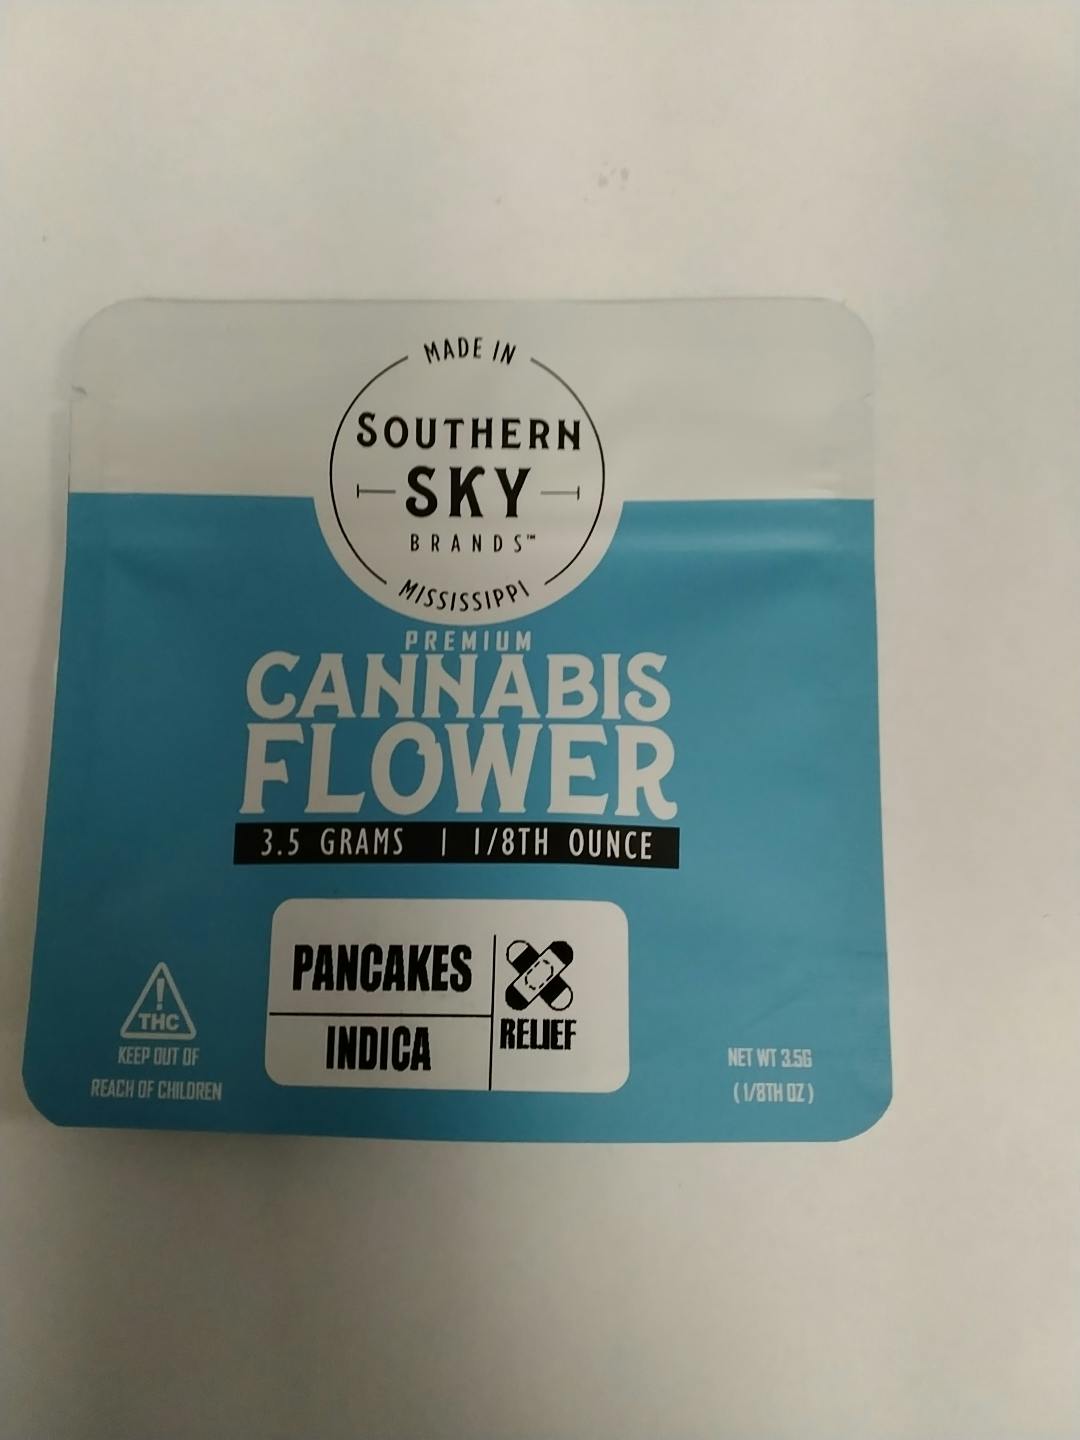 MADE IN
SOUTHERN
SKY
BRANDS™
MISSISSIPPI
PREMIUM
CANNABIS
FLOWER
3.5 GRAMS | 1/8TH OUNCE
PANCAKES
INDICA
RELIEF
!
THC
KEEP OUT OF
REACH OF CHILDREN
NET WT 3.5G
(1/8TH OZ)